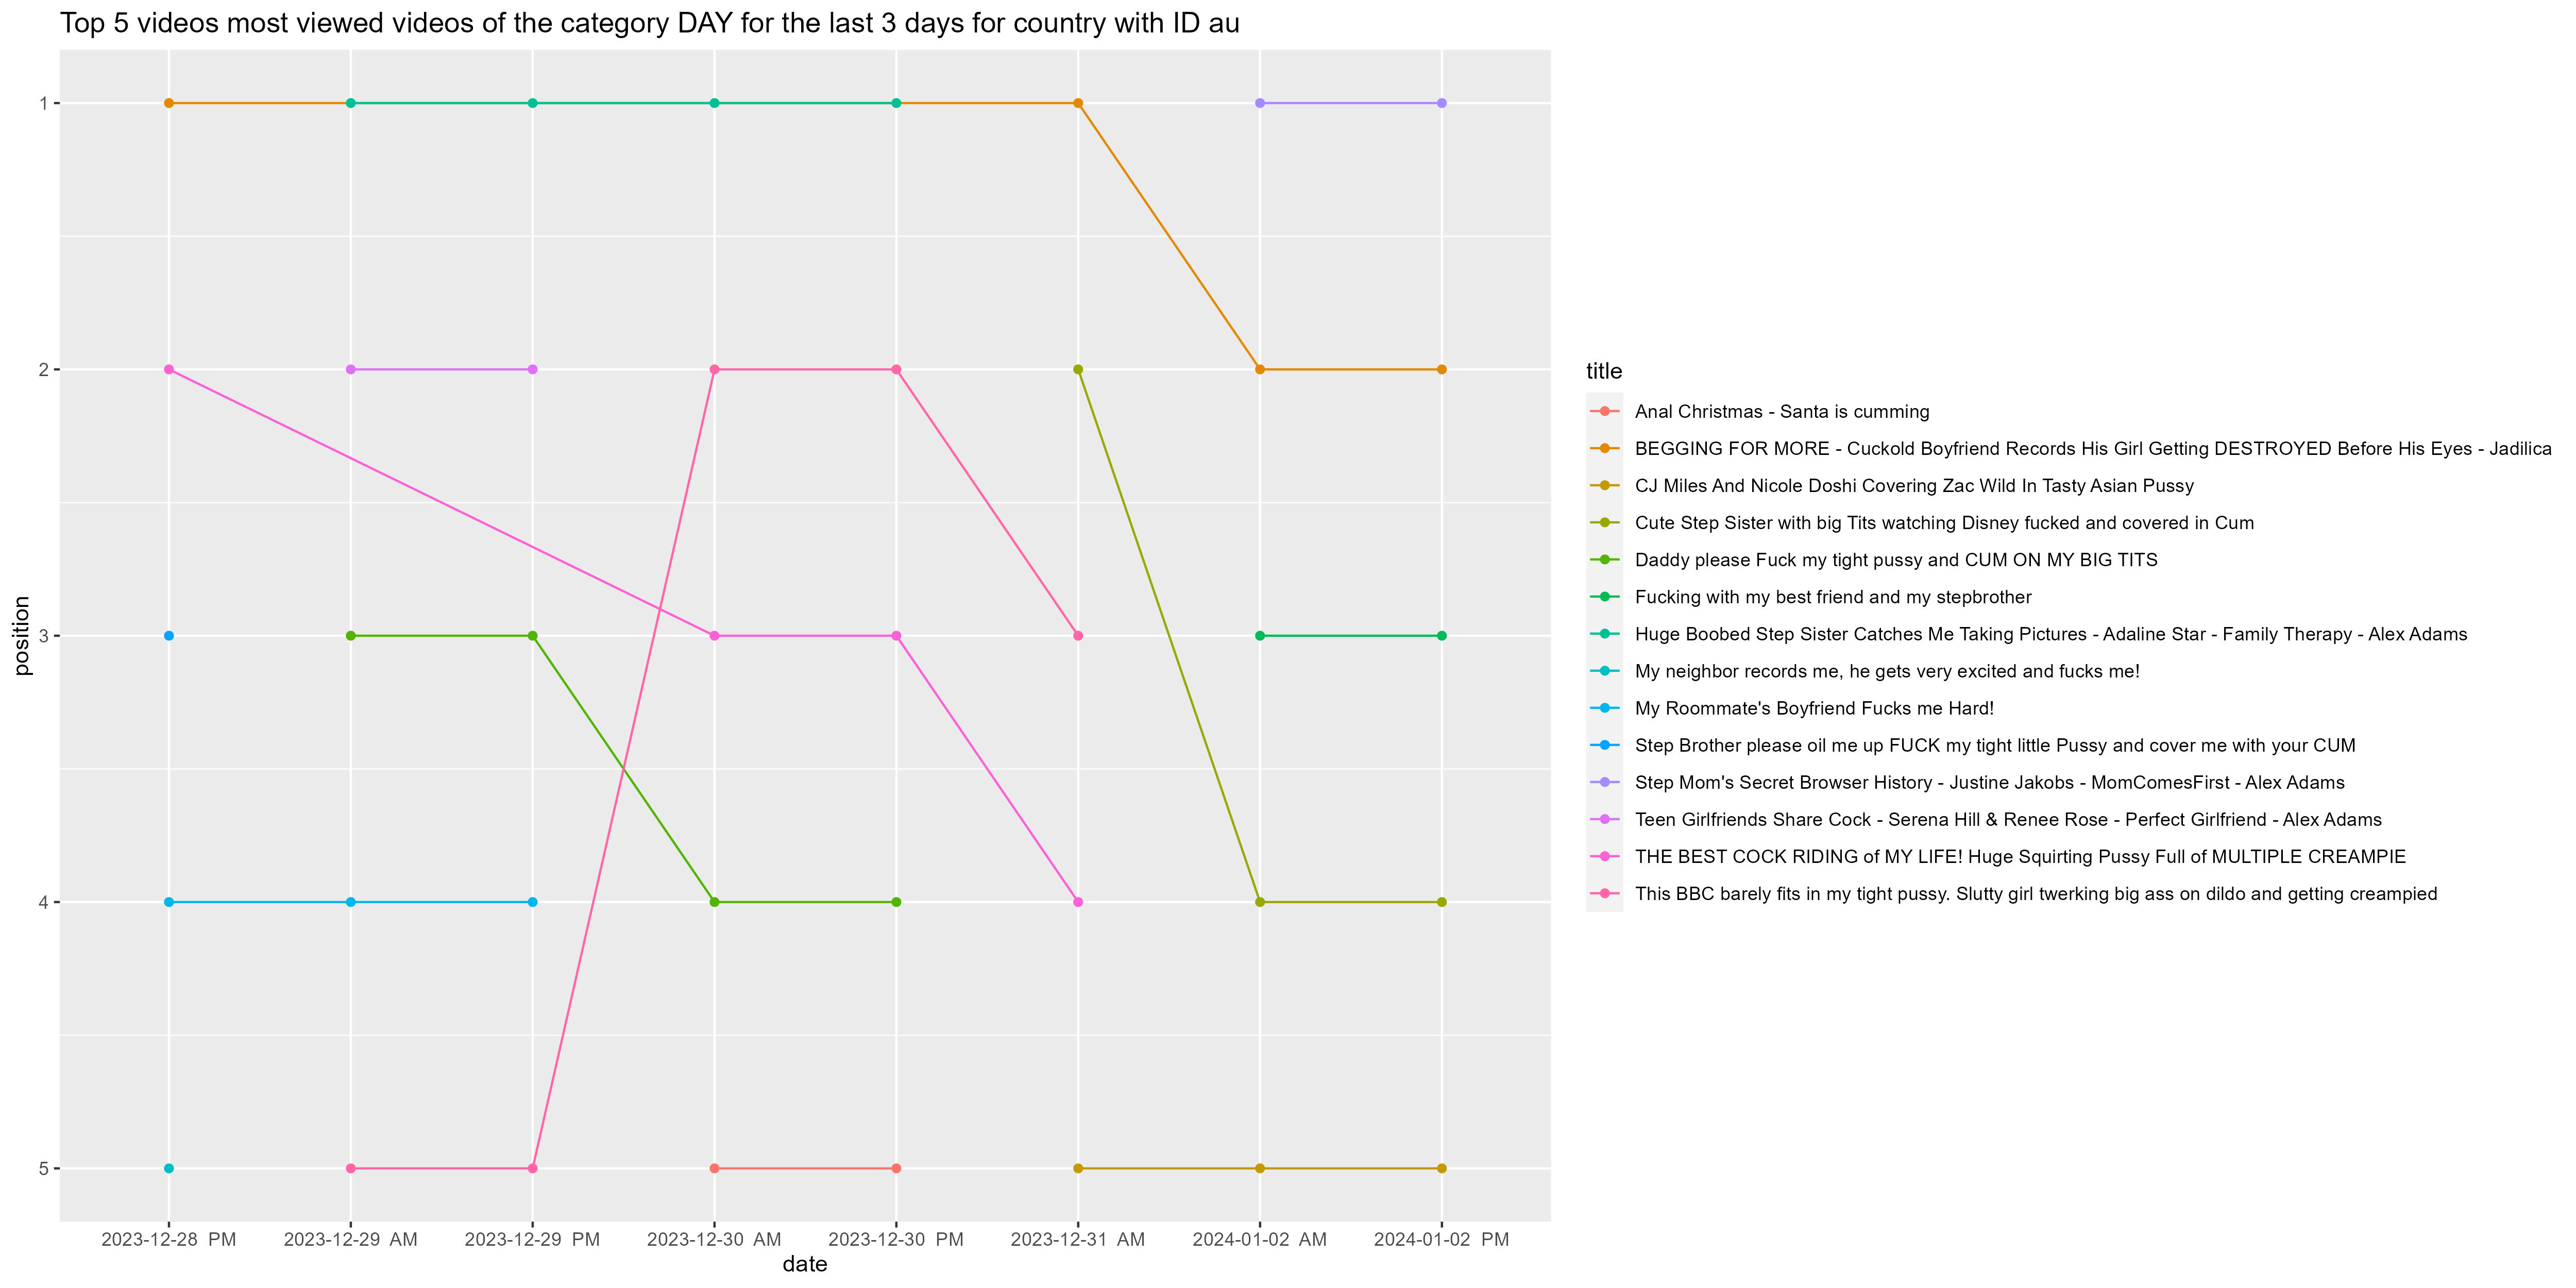 Top 5 videos most viewed videos of the category DAY for the last 3 days for country with ID au
position
1
2
3
4
5
2023-12-28 PM
2023-12-29 AM
2023-12-29 PM
2023-12-30 AM
2023-12-30 PM
2023-12-31 AM
2024-01-02 AM
2024-01-02 PM
date
title
Anal Christmas - Santa is cumming
BEGGING FOR MORE - Cuckold Boyfriend Records His Girl Getting DESTROYED Before His Eyes - Jadilica
CJ Miles And Nicole Doshi Covering Zac Wild In Tasty Asian Pussy
Cute Step Sister with big Tits watching Disney fucked and covered in Cum
Daddy please Fuck my tight pussy and CUM ON MY BIG TITS
Fucking with my best friend and my stepbrother
Huge Boobed Step Sister Catches Me Taking Pictures - Adaline Star - Family Therapy - Alex Adams
My neighbor records me, he gets very excited and fucks me!
My Roommate's Boyfriend Fucks me Hard!
Step Brother please oil me up FUCK my tight little Pussy and cover me with your CUM
Step Mom's Secret Browser History - Justine Jakobs - MomComesFirst - Alex Adams
Teen Girlfriends Share Cock - Serena Hill & Renee Rose - Perfect Girlfriend - Alex Adams
THE BEST COCK RIDING of MY LIFE! Huge Squirting Pussy Full of MULTIPLE CREAMPIE
This BBC barely fits in my tight pussy. Slutty girl twerking big ass on dildo and getting creampied